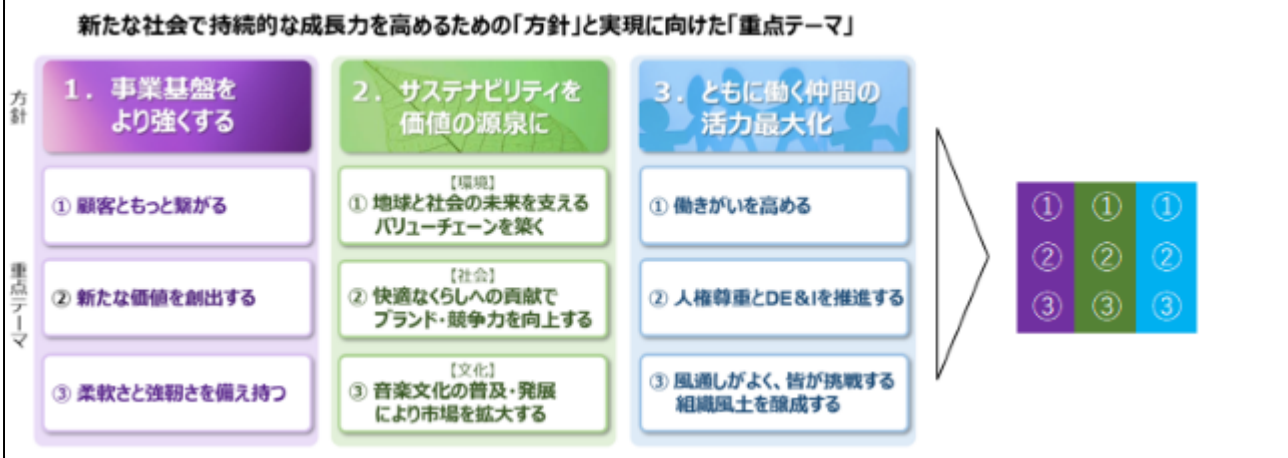 新たな社会で持続的な成長力を高めるための「方針」と実現に向けた「重点テーマ」
方針
1．事業基盤を
より強くする
2．サステナビリティを
価値の源泉に
3．ともに働く仲間の
活力最大化
重点テーマ
① 顧客ともっと繋がる
【環境】
① 地球と社会の未来を支える
バリューチェーンを築く
① 働きがいを高める
② 新たな価値を創出する
【社会】
② 快適なくらしへの貢献で
ブランド・競争力を向上する
② 人権尊重とDE&Iを推進する
③ 柔軟さと強靭さを備え持つ
【文化】
③ 音楽文化の普及・発展
により市場を拡大する
③ 風通しがよく、皆が挑戦する
組織風土を醸成する
① ① ①
② ② ②
③ ③ ③